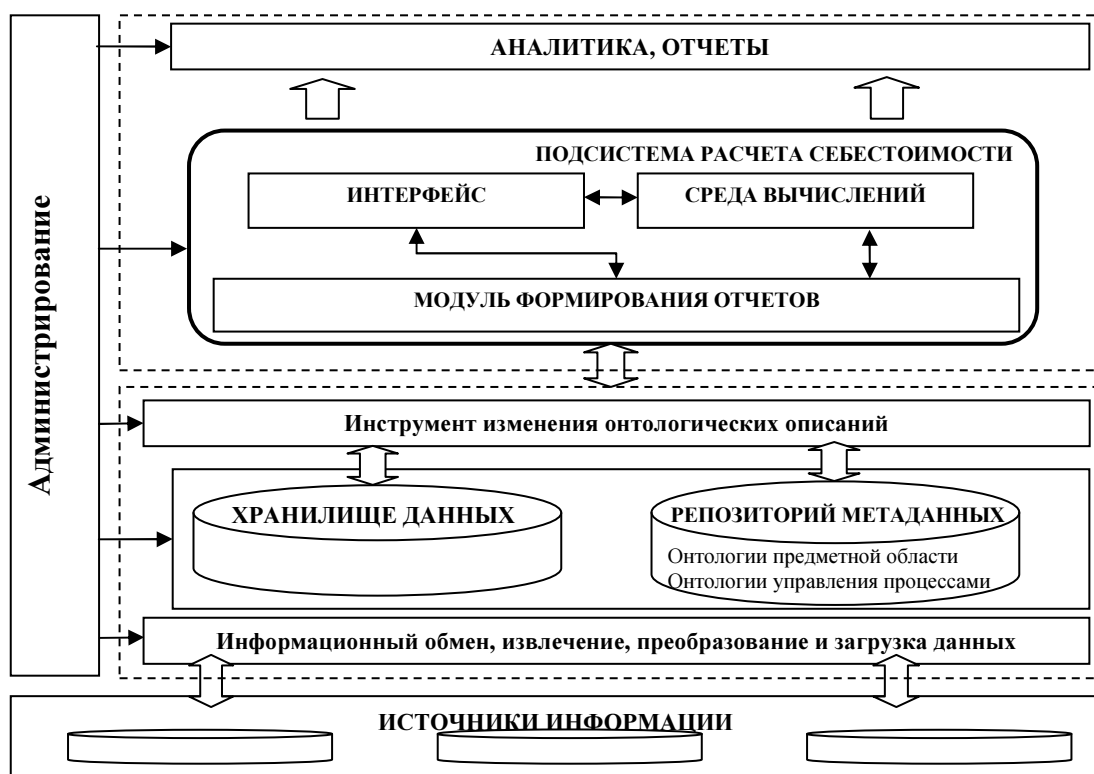 Администрирование
АНАЛИТИКА, ОТЧЕТЫ
ПОДСИСТЕМА РАСЧЕТА СЕБЕСТОИМОСТИ
ИНТЕРФЕЙС
СРЕДА ВЫЧИСЛЕНИЙ
МОДУЛЬ ФОРМИРОВАНИЯ ОТЧЕТОВ
Инструмент изменения онтологических описаний
ХРАНИЛИЩЕ ДАННЫХ
РЕПОЗИТОРИЙ МЕТАДАННЫХ
Онтологии предметной области
Онтологии управления процессами
Информационный обмен, извлечение, преобразование и загрузка данных
ИСТОЧНИКИ ИНФОРМАЦИИ